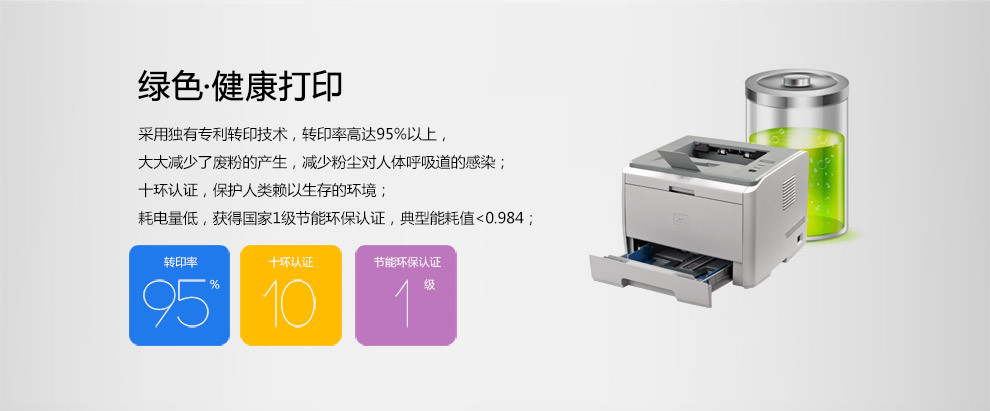 绿色·健康打印
采用独有专利转印技术，转印率高达95%以上，
大大减少了废粉的产生，减少粉尘对人体呼吸道的感染；
十环认证，保护人类赖以生存的环境；
耗电量低，获得国家1级节能环保认证，典型能耗值<0.984；
转印率
95%
十环认证
10
节能环保认证
1级